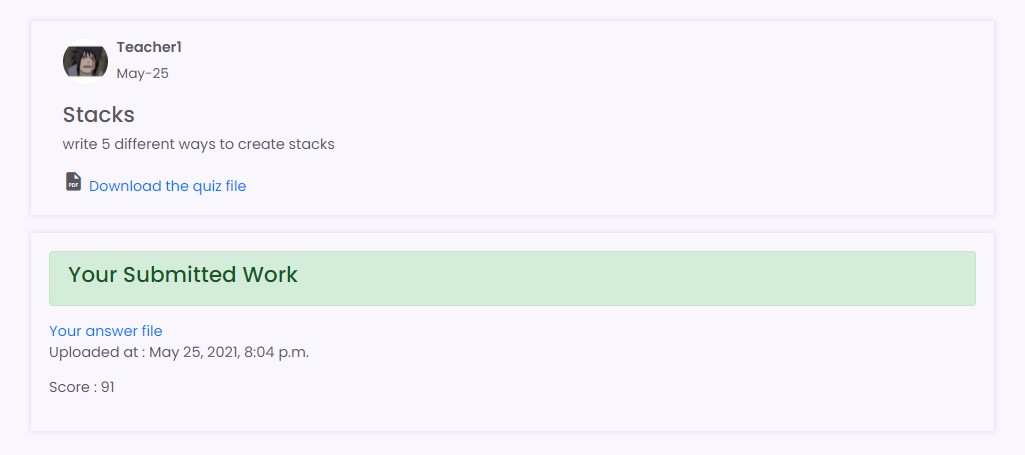 Teacher1
May-25
Stacks
write 5 different ways to create stacks
PDF
Download the quiz file
Your Submitted Work
Your answer file
Uploaded at : May 25, 2021, 8:04 p.m.
Score : 91